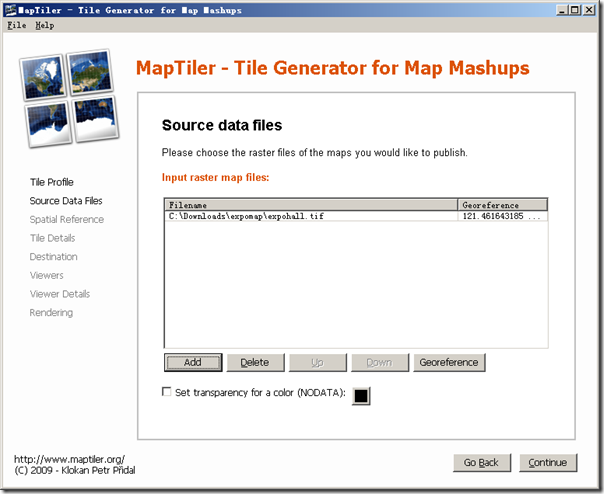 MapTiler - Tile Generator for Map Mashups
File Help
MapTiler - Tile Generator for Map Mashups
Source data files
Please choose the raster files of the maps you would like to publish.
Input raster map files:
Filename Georeference
C:\Downloads\expomap\expohall.tif 121.461643185 ...
Tile Profile
Source Data Files
Spatial Reference
Tile Details
Destination
Viewers
Viewer Details
Rendering
Add Delete Up Down Georeference
Set transparency for a color (NODATA):
http://www.maptiler.org/
(C) 2009 - Klokan Petr Přidal
Go Back Continue